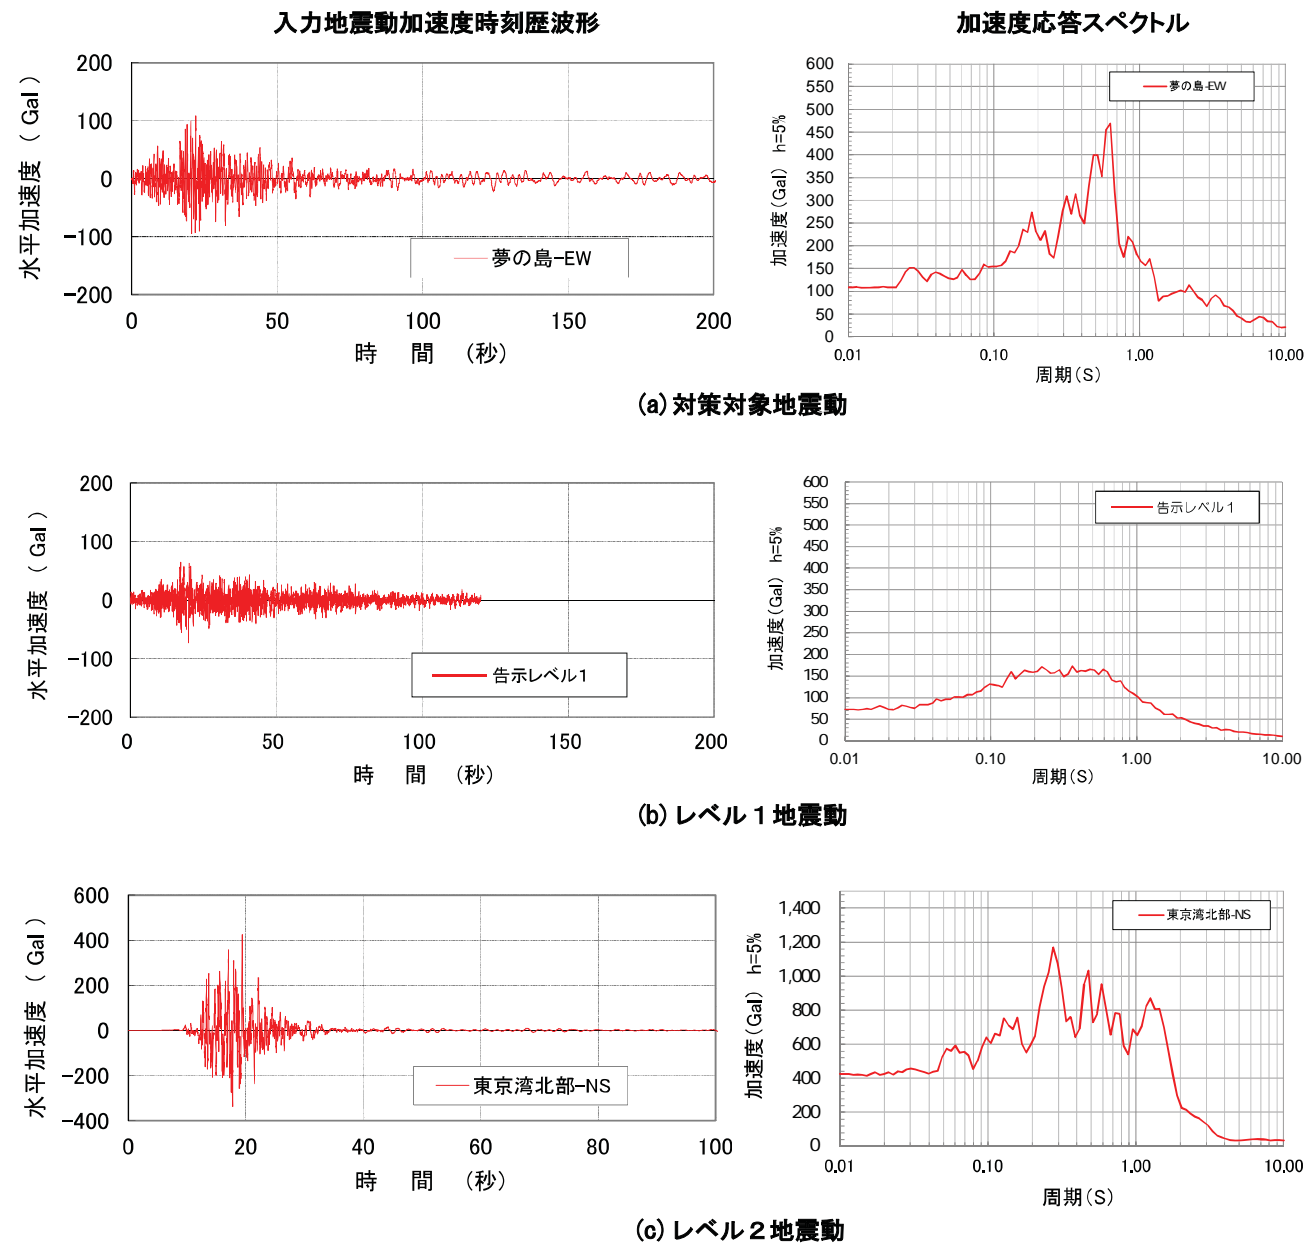 入力地震動加速度時刻歴波形
加速度応答スペクトル
水平加速度 (Gal)
200
100
0
-100
-200
夢の島-EW
0 50 100 150 200
時 間 (秒)
加速度(Gal) h=5%
600
550
500
450
400
350
300
250
200
150
100
50
0
夢の島-EW
0.01 0.10 1.00 10.00
周期(S)
(a)対策対象地震動
水平加速度 (Gal)
200
100
0
-100
-200
告示レベル1
0 50 100 150 200
時 間 (秒)
加速度(Gal) h=5%
600
550
500
450
400
350
300
250
200
150
100
50
0
告示レベル1
0.01 0.10 1.00 10.00
周期(S)
(b)レベル1地震動
水平加速度 (Gal)
600
400
200
0
-200
-400
東京湾北部-NS
0 20 40 60 80 100
時 間 (秒)
加速度(Gal) h=5%
1,400
1,200
1,000
800
600
400
200
0
東京湾北部-NS
0.01 0.10 1.00 10.00
周期(S)
(c)レベル2地震動